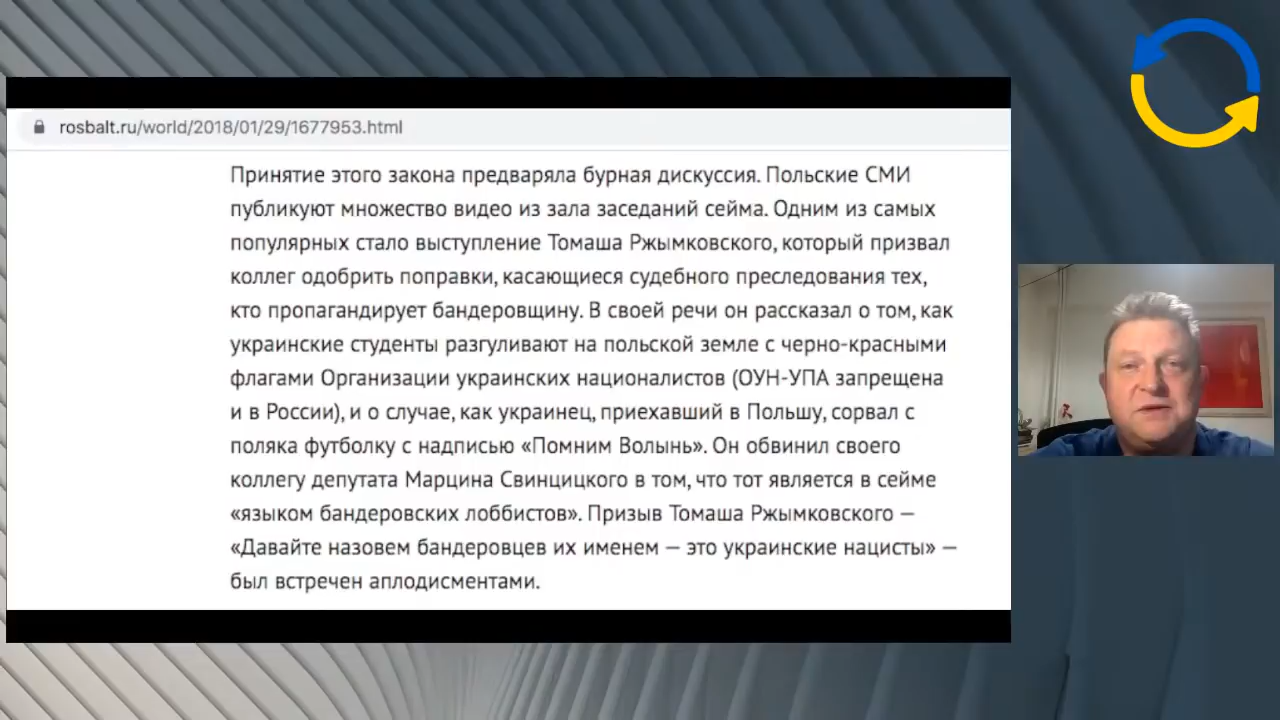 rosbalt.ru/world/2018/01/29/1677953.html
Принятие этого закона предваряла бурная дискуссия. Польские СМИ
публикуют множество видео из зала заседаний сейма. Одним из самых
популярных стало выступление Томаша Ржымковского, который призвал
коллег одобрить поправки, касающиеся судебного преследования тех,
кто пропагандирует бандеровщину. В своей речи он рассказал о том, как
украинские студенты разгуливают на польской земле с черно-красными
флагами Организации украинских националистов (ОУН-УПА запрещена
и в России), и о случае, как украинец, приехавший в Польшу, сорвал с
поляка футболку с надписью «Помним Волынь». Он обвинил своего
коллегу депутата Марцина Свинцицкого в том, что тот является в сейме
«языком бандеровских лоббистов». Призыв Томаша Ржымковского —
«Давайте назовем бандеровцев их именем — это украинские нацисты» —
был встречен аплодисментами.